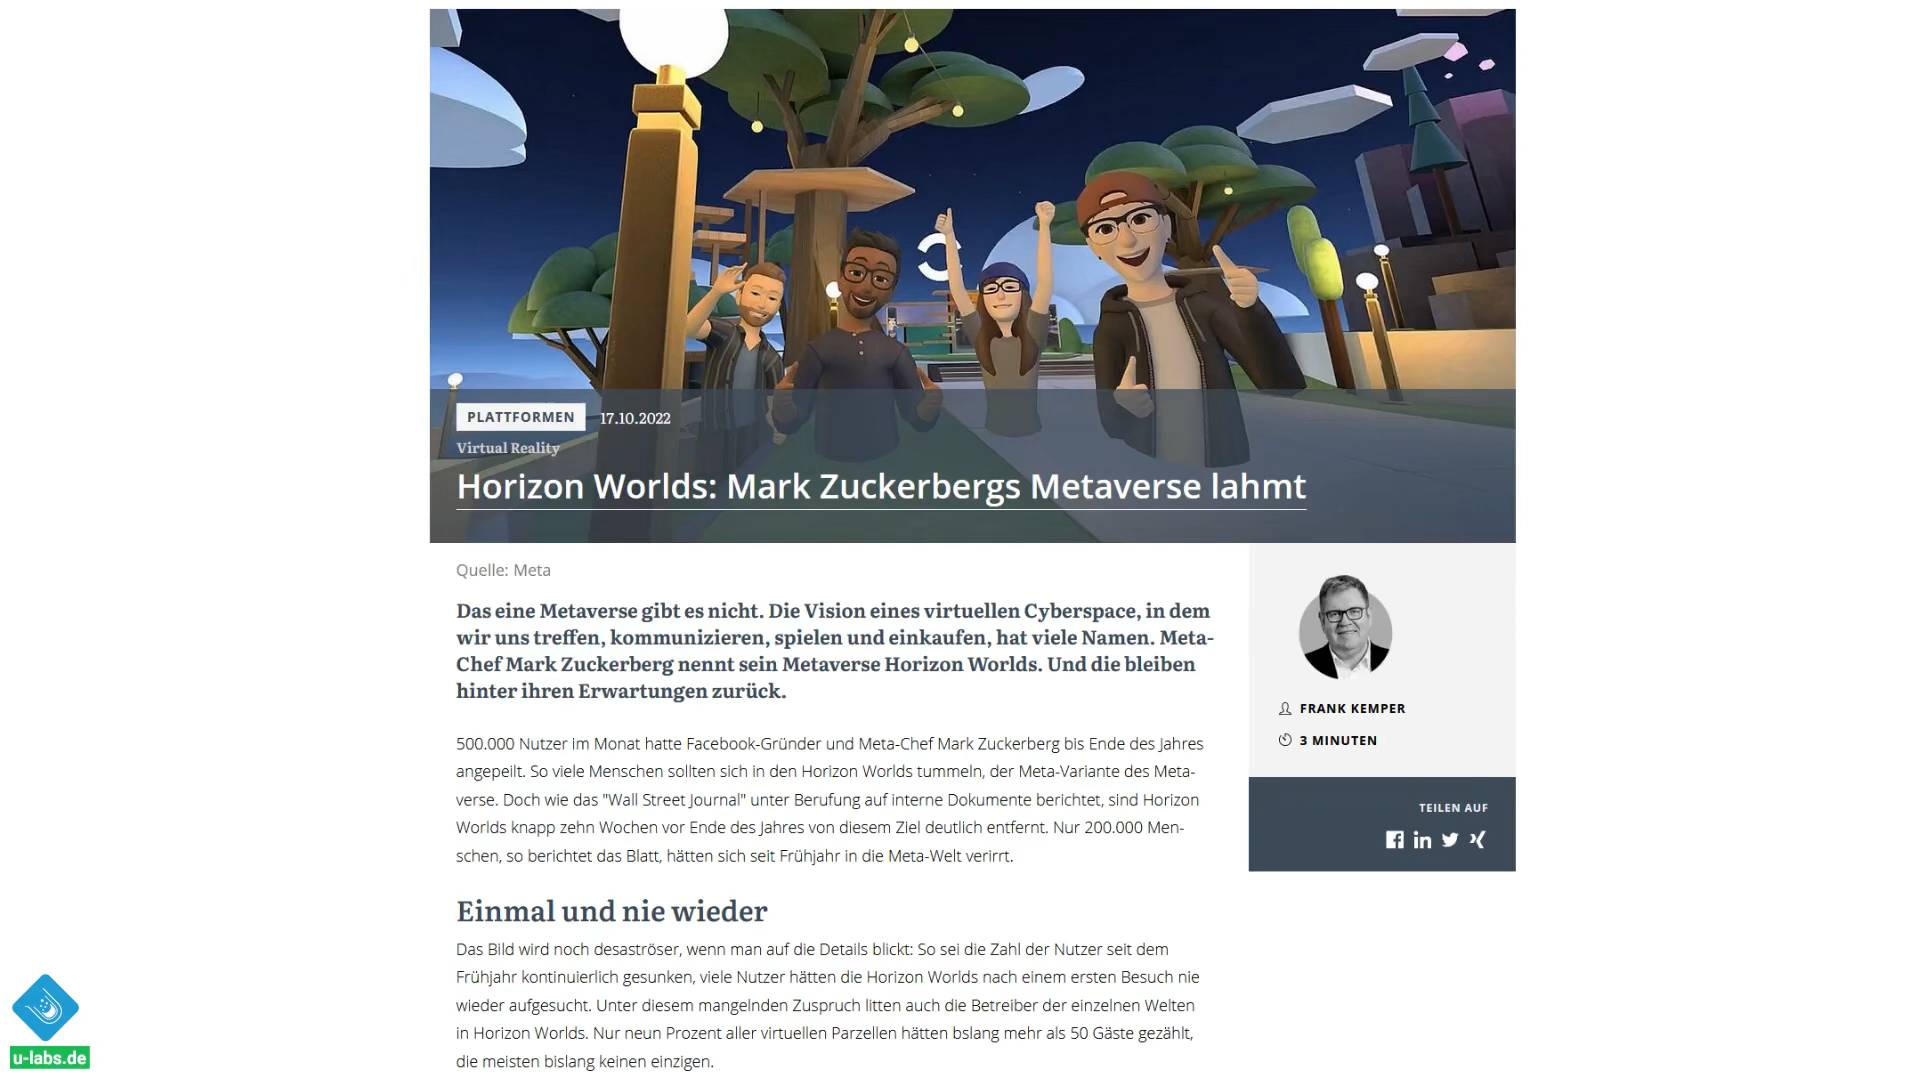 PLATTFORMEN 17.10.2022
Virtual Reality
Horizon Worlds: Mark Zuckerbergs Metaverse lahmt
Quelle: Meta
Das eine Metaverse gibt es nicht. Die Vision eines virtuellen Cyberspace, in dem
wir uns treffen, kommunizieren, spielen und einkaufen, hat viele Namen. Meta-
Chef Mark Zuckerberg nennt sein Metaverse Horizon Worlds. Und die bleiben
hinter ihren Erwartungen zurück.
500.000 Nutzer im Monat hatte Facebook-Gründer und Meta-Chef Mark Zuckerberg bis Ende des Jahres
angepeilt. So viele Menschen sollten sich in den Horizon Worlds tummeln, der Meta-Variante des Meta-
verse. Doch wie das "Wall Street Journal" unter Berufung auf interne Dokumente berichtet, sind Horizon
Worlds knapp zehn Wochen vor Ende des Jahres von diesem Ziel deutlich entfernt. Nur 200.000 Men-
schen, so berichtet das Blatt, hätten sich seit Frühjahr in die Meta-Welt verirrt.
Einmal und nie wieder
Das Bild wird noch desaströser, wenn man auf die Details blickt: So sei die Zahl der Nutzer seit dem
Frühjahr kontinuierlich gesunken, viele Nutzer hätten die Horizon Worlds nach einem ersten Besuch nie
wieder aufgesucht. Unter diesem mangelnden Zuspruch litten auch die Betreiber der einzelnen Welten
in Horizon Worlds. Nur neun Prozent aller virtuellen Parzellen hätten bslang mehr als 50 Gäste gezählt,
die meisten bislang keinen einzigen.
FRANK KEMPER
3 MINUTEN
TEILEN AUF
u-labs.de